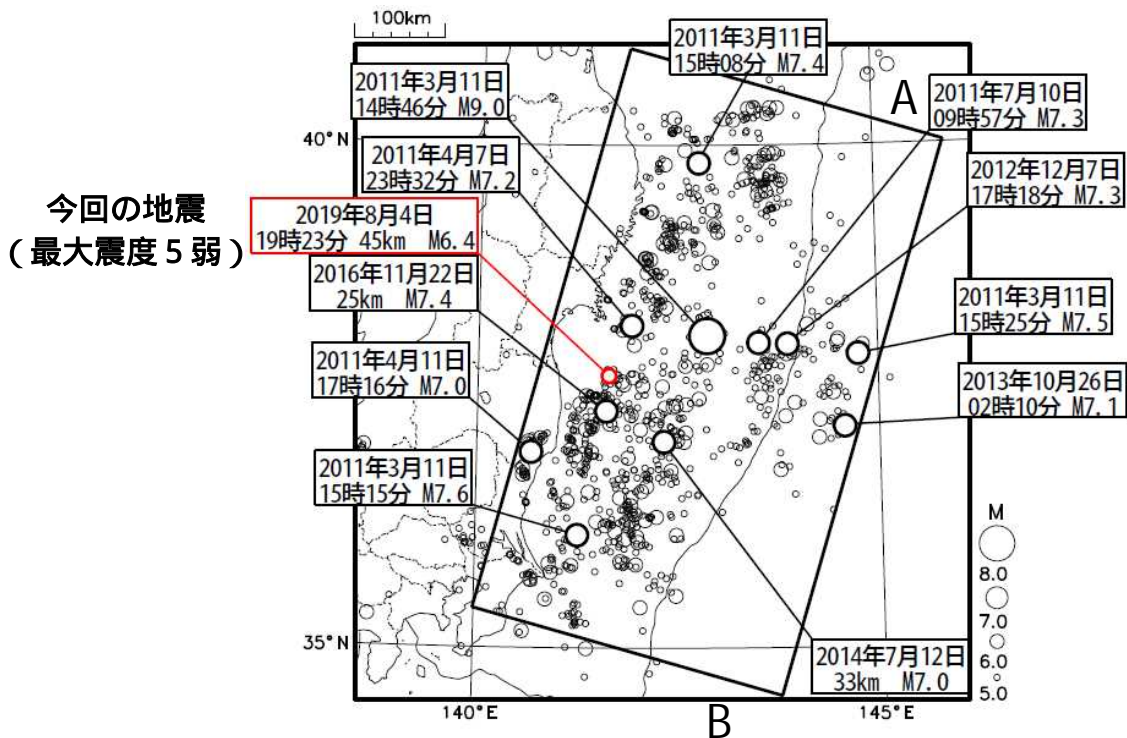 100km
2011年3月11日
15時08分 M7.4
A
2011年3月11日
14時46分 M9.0
2011年7月10日
09時57分 M7.3
40°N
2011年4月7日
23時32分 M7.2
2012年12月7日
17時18分 M7.3
今回の地震
（最大震度５弱）
2019年8月4日
19時23分 45km M6.4
2016年11月22日
25km M7.4
2011年3月11日
15時25分 M7.5
2011年4月11日
17時16分 M7.0
2013年10月26日
02時10分 M7.1
2011年3月11日
15時15分 M7.6
M
8.0
7.0
6.0
5.0
35°N
2014年7月12日
33km M7.0
140°E
B
145°E